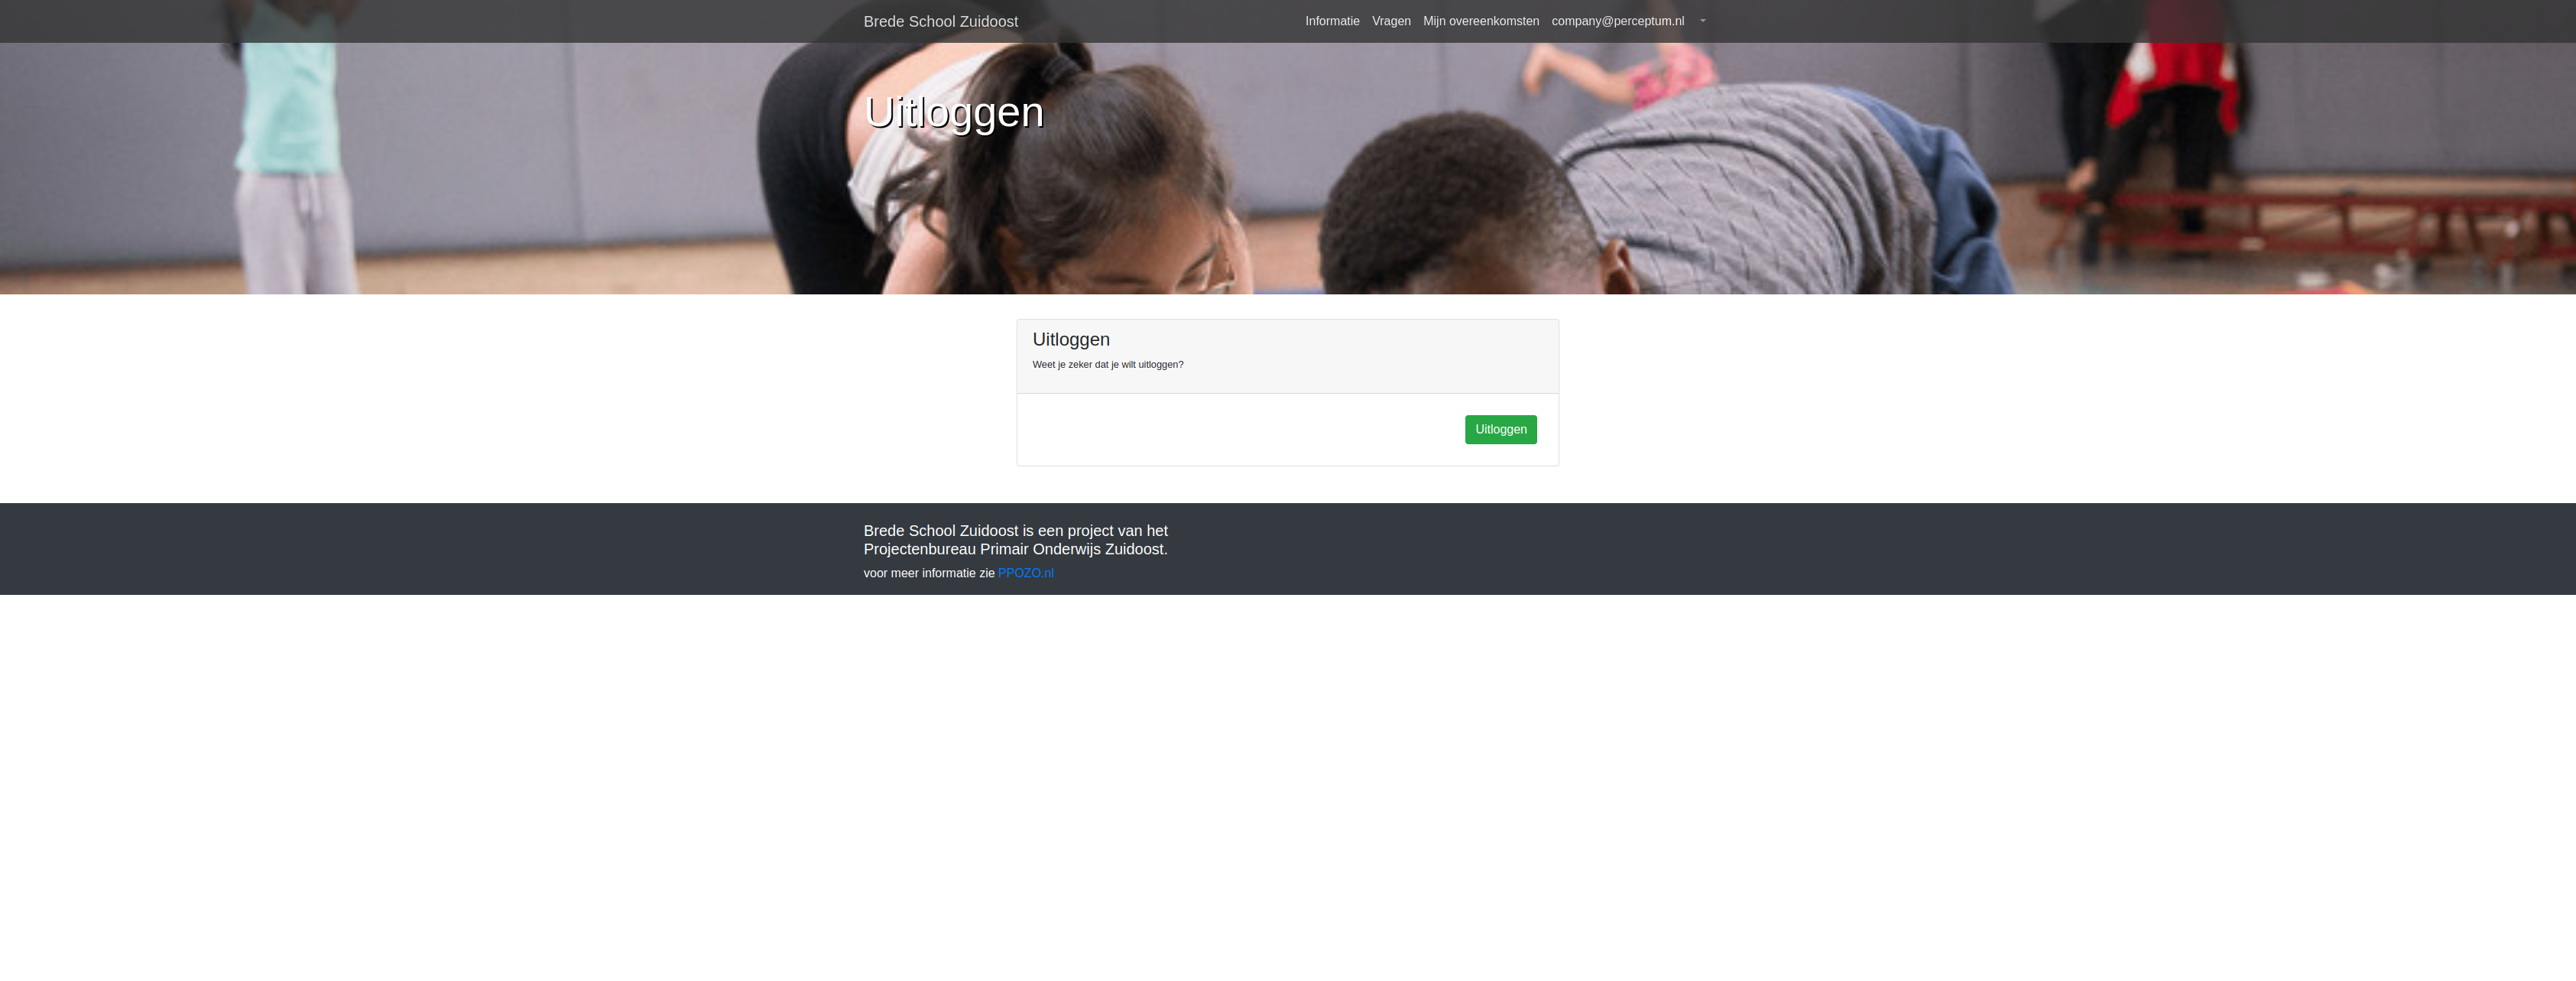 Brede School Zuidoost
Informatie Vragen Mijn overeenkomsten company@perceptum.nl
Uitloggen
Uitloggen
Weet je zeker dat je wilt uitloggen?
Uitloggen
Brede School Zuidoost is een project van het
Projectenbureau Primair Onderwijs Zuidoost.
voor meer informatie zie PPOZO.nl